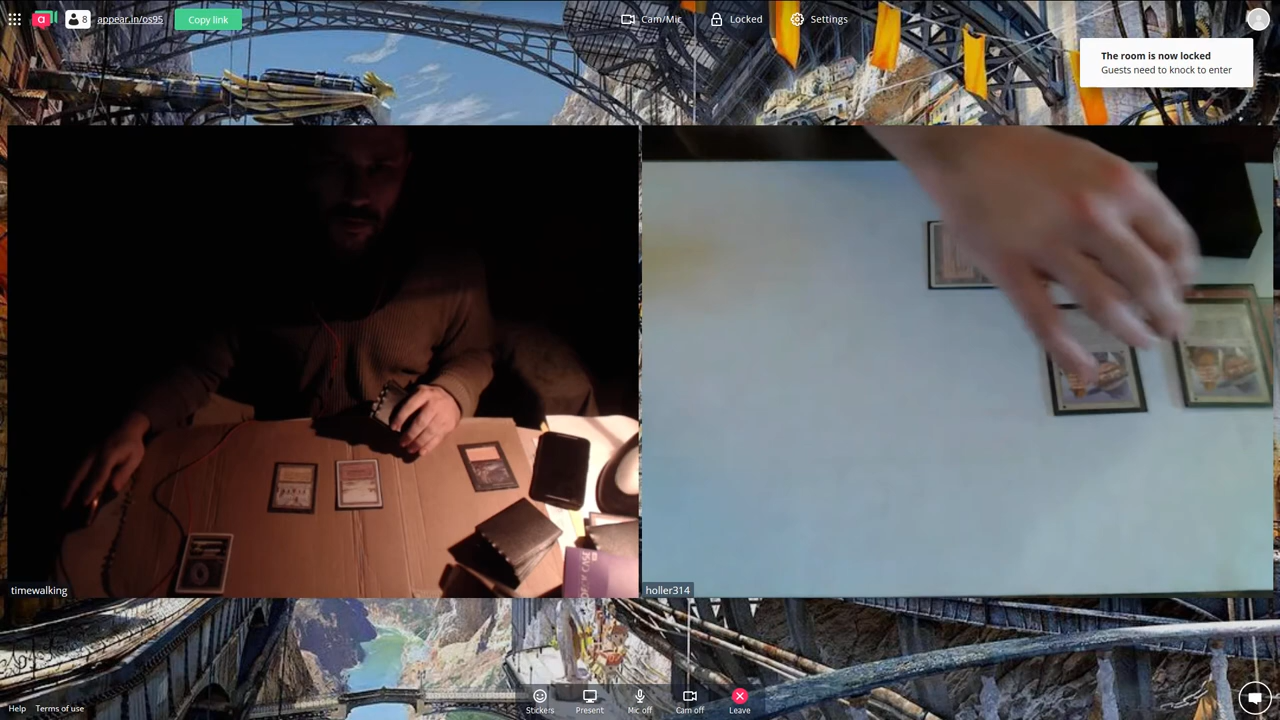 a 8 appear.in/os95 Copy link Cam/Mic Locked Settings
The room is now locked
Guests need to knock to enter
timewalking
holler314
Help Terms of use
Stickers Present Mic off Cam off Leave